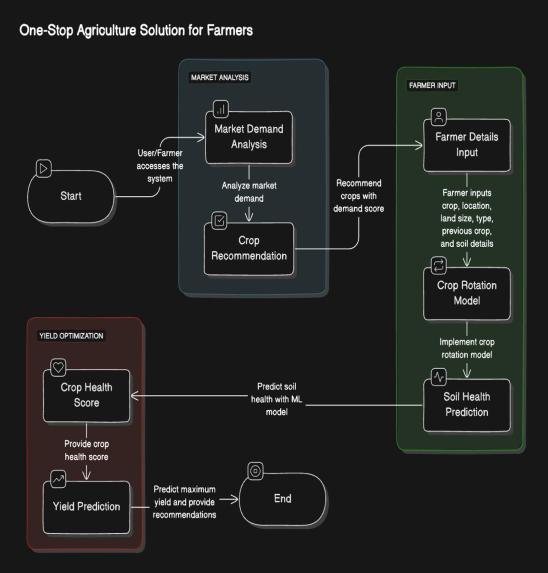 One-Stop Agriculture Solution for Farmers
MARKET ANALYSIS
FARMER INPUT
Start
User/Farmer
accesses the
system
Market Demand
Analysis
Analyze market
demand
Crop
Recommendation
Recommend
crops with
demand score
Farmer Details
Input
Farmer inputs
crop, location,
land size, type,
previous crop,
and soil details
Crop Rotation
Model
Implement crop
rotation model
Soil Health
Prediction
Predict soil
health with ML
model
YIELD OPTIMIZATION
Crop Health
Score
Provide crop
health score
Yield Prediction
Predict maximum
yield and provide
recommendations
End